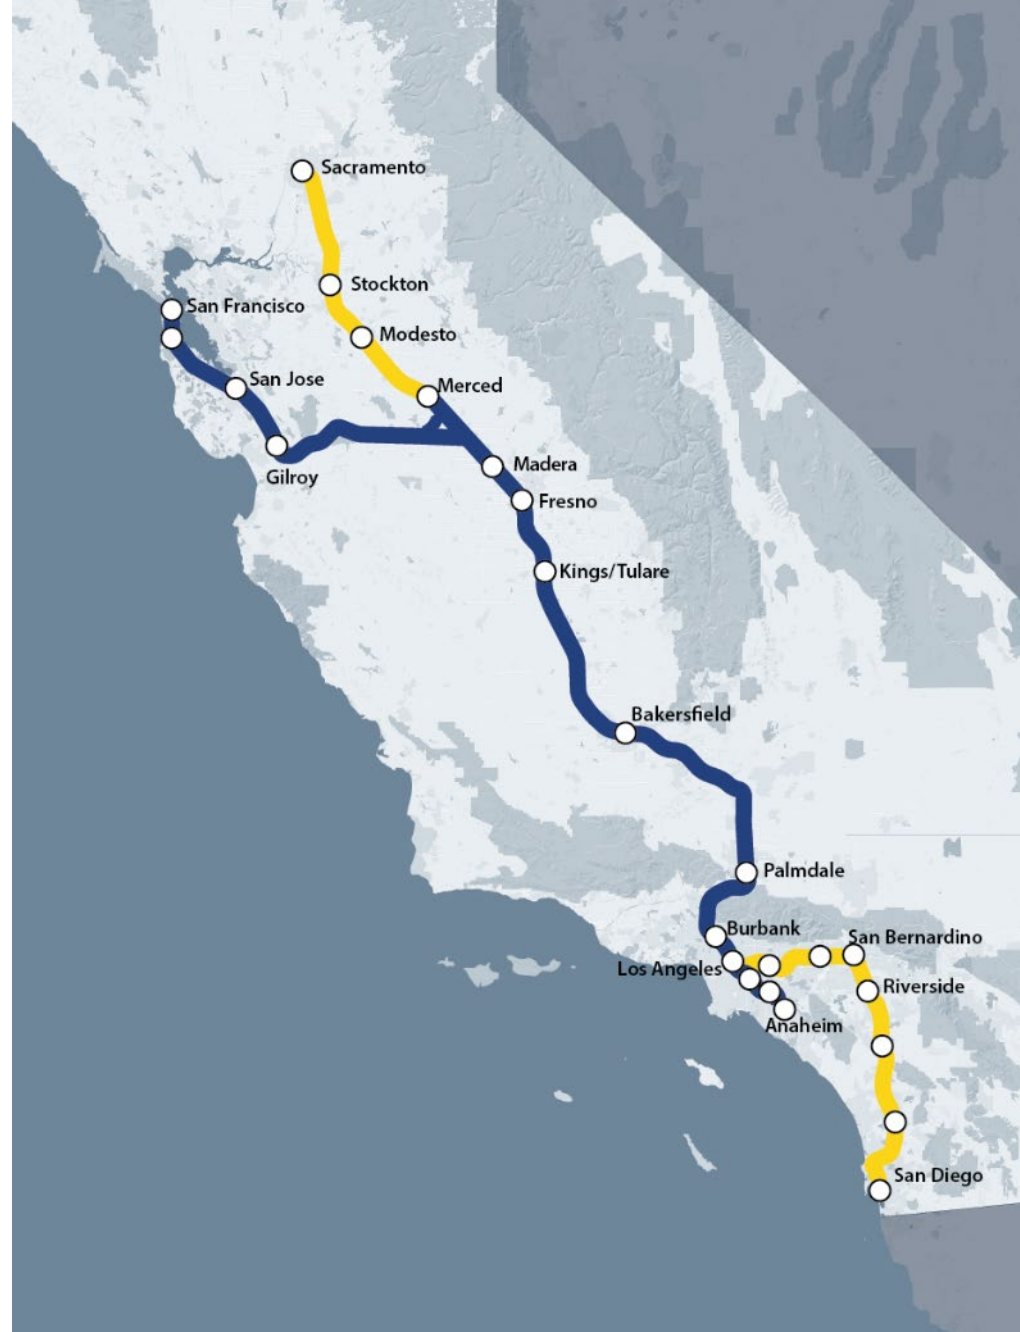 Sacramento
Stockton
San Francisco
Modesto
San Jose
Merced
Madera
Gilroy
Fresno
Kings/Tulare
Bakersfield
Palmdale
Burbank
San Bernardino
Los Angeles
Riverside
Anaheim
San Diego